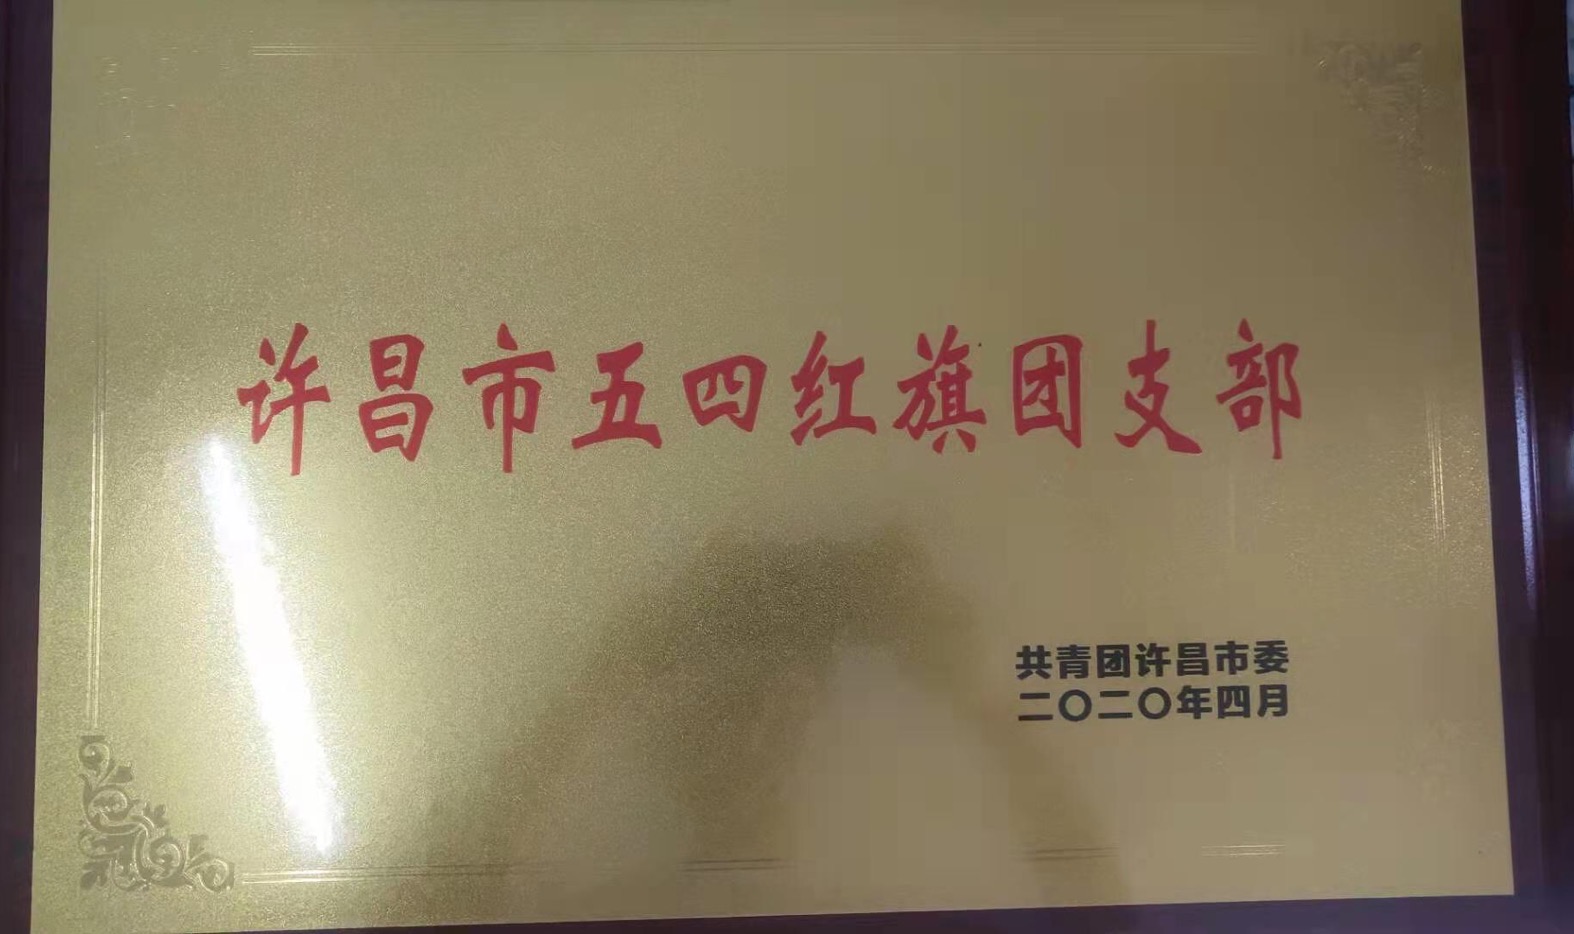 许昌市五四红旗团支部
共青团许昌市委
二〇二〇年四月